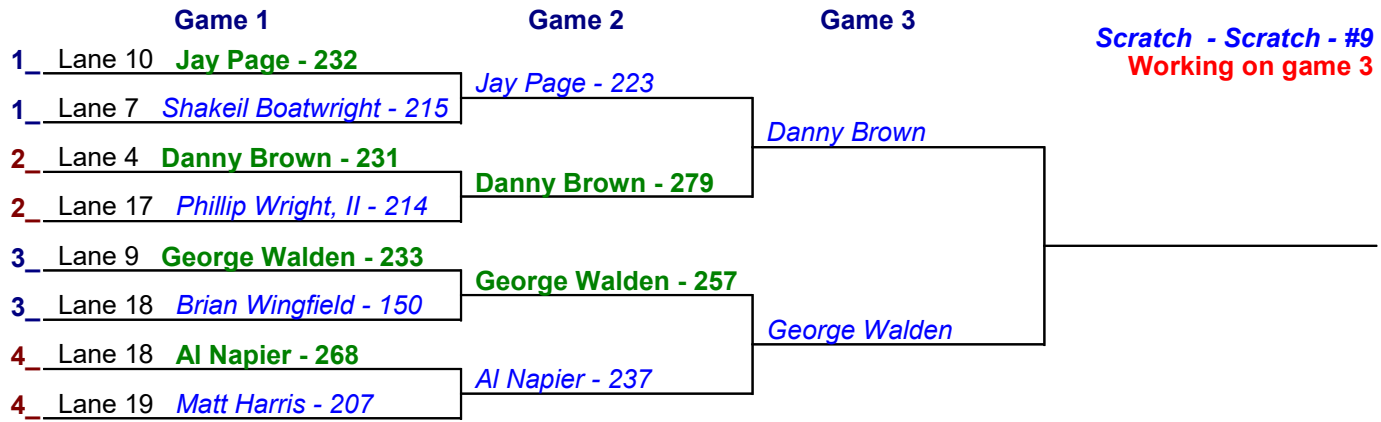 Game 1 Game 2 Game 3
Scratch - Scratch - #9
Working on game 3
1_ Lane 10 Jay Page - 232
Jay Page - 223
1_ Lane 7 Shakeil Boatwright - 215
Danny Brown
2_ Lane 4 Danny Brown - 231
Danny Brown - 279
2_ Lane 17 Phillip Wright, II - 214
3_ Lane 9 George Walden - 233
George Walden - 257
3_ Lane 18 Brian Wingfield - 150
George Walden
4_ Lane 18 Al Napier - 268
Al Napier - 237
4_ Lane 19 Matt Harris - 207